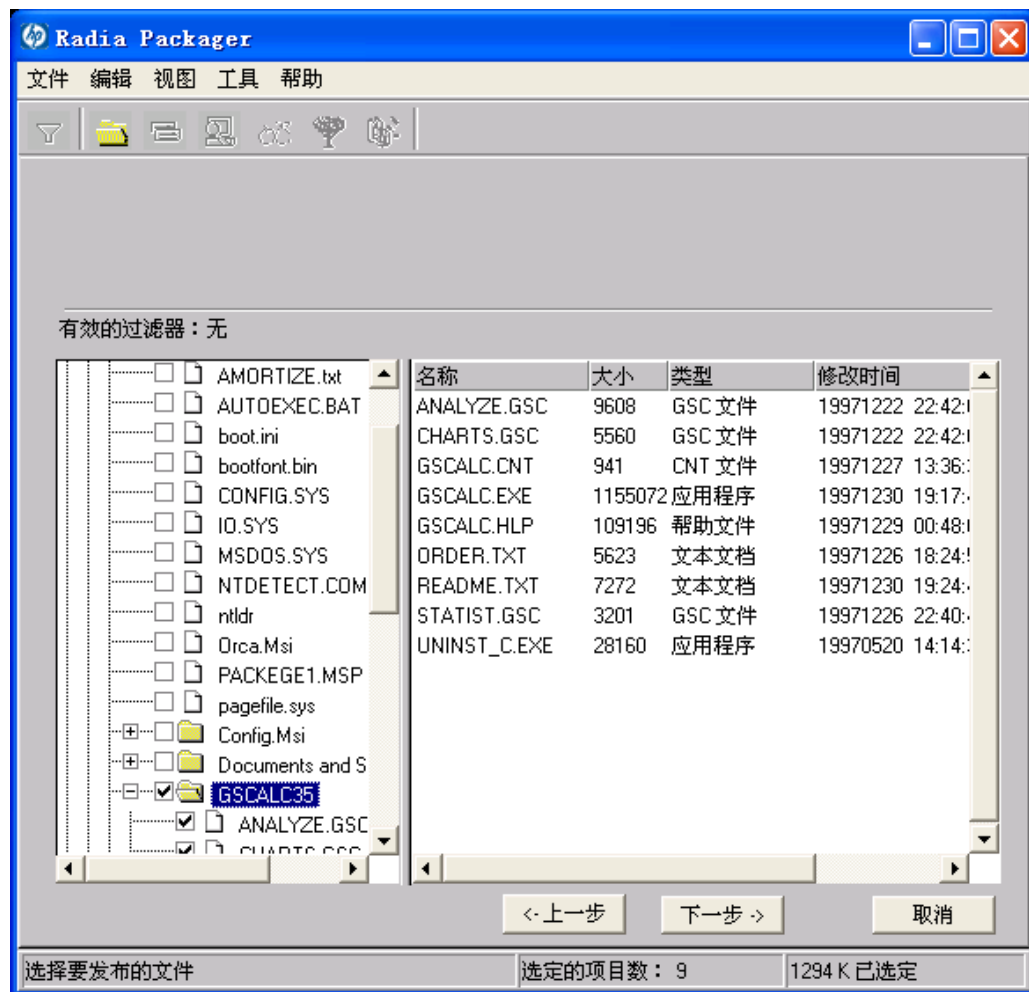 Radia Packager
文件 编辑 视图 工具 帮助
有效的过滤器：无
AMORTIZE.txt
AUTOEXEC.BAT
boot.ini
bootfont.bin
CONFIG.SYS
IO.SYS
MSDOS.SYS
NTDETECT.COM
ntldr
Orca.Msi
PACKEGE1.MSP
pagefile.sys
Config.Msi
Documents and S
GSCALC35
ANALYZE.GSC
名称 大小 类型 修改时间
ANALYZE.GSC 9608 GSC 文件 19971222 22:42:
CHARTS.GSC 5560 GSC 文件 19971222 22:42:
GSCALC.CNT 941 CNT 文件 19971227 13:36:
GSCALC.EXE 1155072 应用程序 19971230 19:17:
GSCALC.HLP 109196 帮助文件 19971229 00:48:
ORDER.TXT 5623 文本文档 19971226 18:24:
README.TXT 7272 文本文档 19971230 19:24:
STATIST.GSC 3201 GSC 文件 19971226 22:40:
UNINST_C.EXE 28160 应用程序 19970520 14:14:
<- 上一步 下一步 -> 取消
选择要发布的文件 选定的项目数： 9 1294 K 已选定